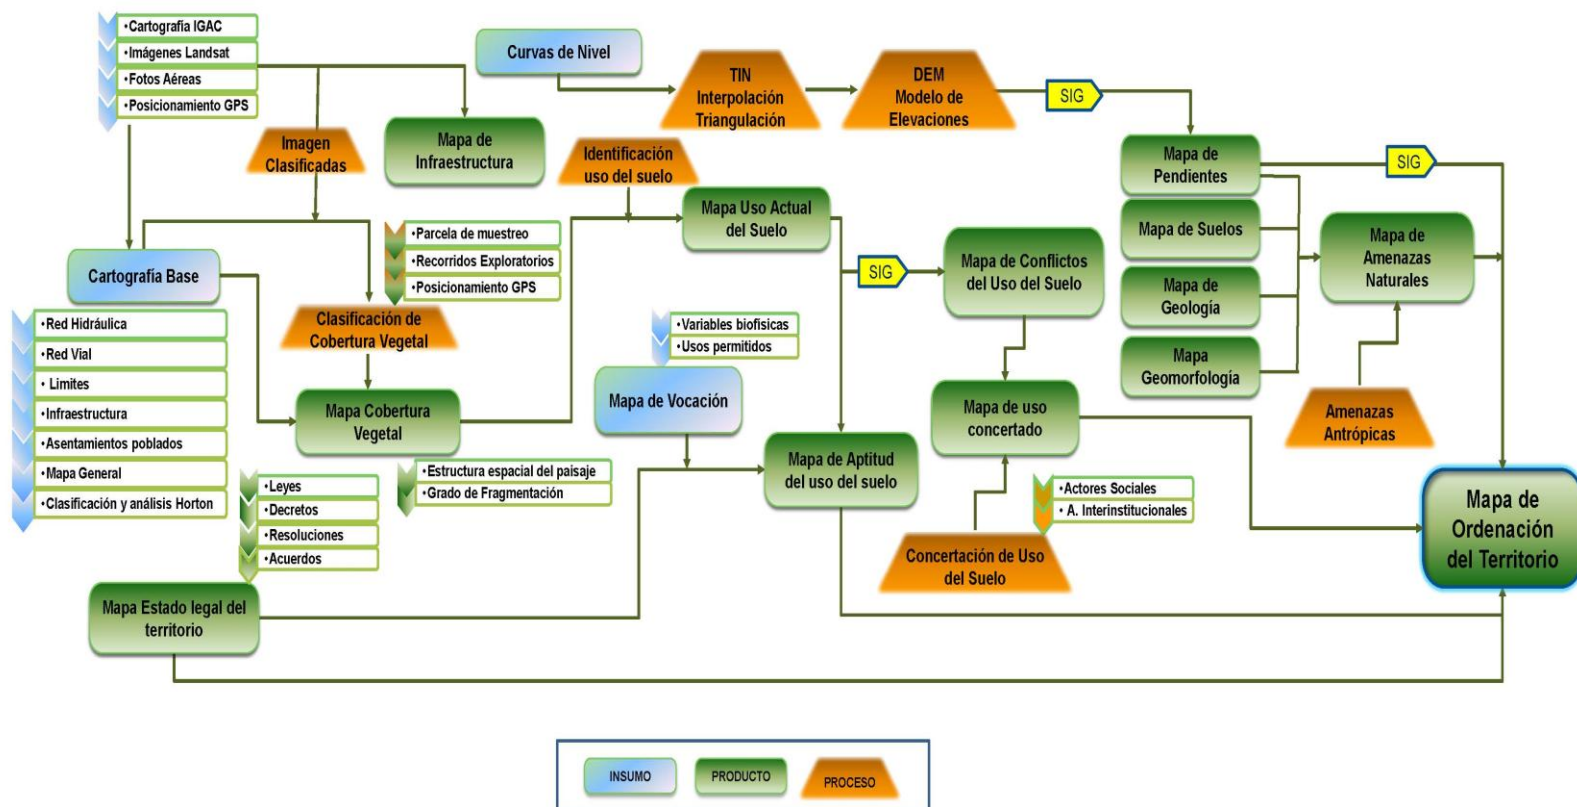 •Cartografía IGAC
•Imágenes Landsat
•Fotos Aéreas
•Posicionamiento GPS
Curvas de Nivel
TIN
Interpolación
Triangulación
DEM
Modelo de
Elevaciones
SIG
Imagen
Clasificadas
Mapa de
Infraestructura
Identificación
uso del suelo
Mapa de
Pendientes
SIG
Mapa Uso Actual
del Suelo
Mapa de Suelos
Mapa de
Amenazas
Naturales
•Parcela de muestreo
•Recorridos Exploratorios
•Posicionamiento GPS
Cartografía Base
SIG
Mapa de Conflictos
del Uso del Suelo
Mapa de
Geología
•Red Hidráulica
•Red Vial
• Limites
•Infraestructura
•Asentamientos poblados
•Mapa General
•Clasificación y análisis Horton
Clasificación de
Cobertura Vegetal
•Variables biofisicas
•Usos permitidos
Mapa
Geomorfología
Mapa Cobertura
Vegetal
Mapa de Vocación
Mapa de uso
concertado
Amenazas
Antrópicas
•Estructura espacial del paisaje
•Grado de Fragmentación
Mapa de Aptitud
del uso del suelo
•Leyes
•Decretos
•Resoluciones
•Acuerdos
•Actores Sociales
• A. Interinstitucionales
Mapa de
Ordenación
del Territorio
Concertación de Uso
del Suelo
Mapa Estado legal del
territorio
INSUMO
PRODUCTO
PROCESO